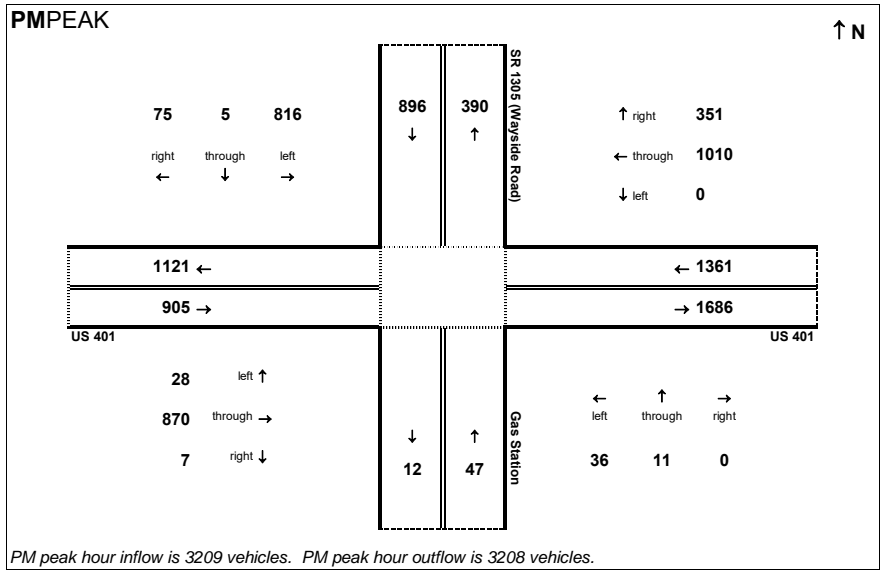 PMPEAK
↑ N
75 5 816
right through left
← ↓ →
896 390
↓ ↑
SR 1305 (Wayside Road)
↑ right 351
← through 1010
↓ left 0
1121 ←
← 1361
905 →
→ 1686
US 401
US 401
28 left ↑
870 through →
7 right ↓
↓ ↑
12 47
Gas Station
← ↑ →
left through right
36 11 0
PM peak hour inflow is 3209 vehicles. PM peak hour outflow is 3208 vehicles.